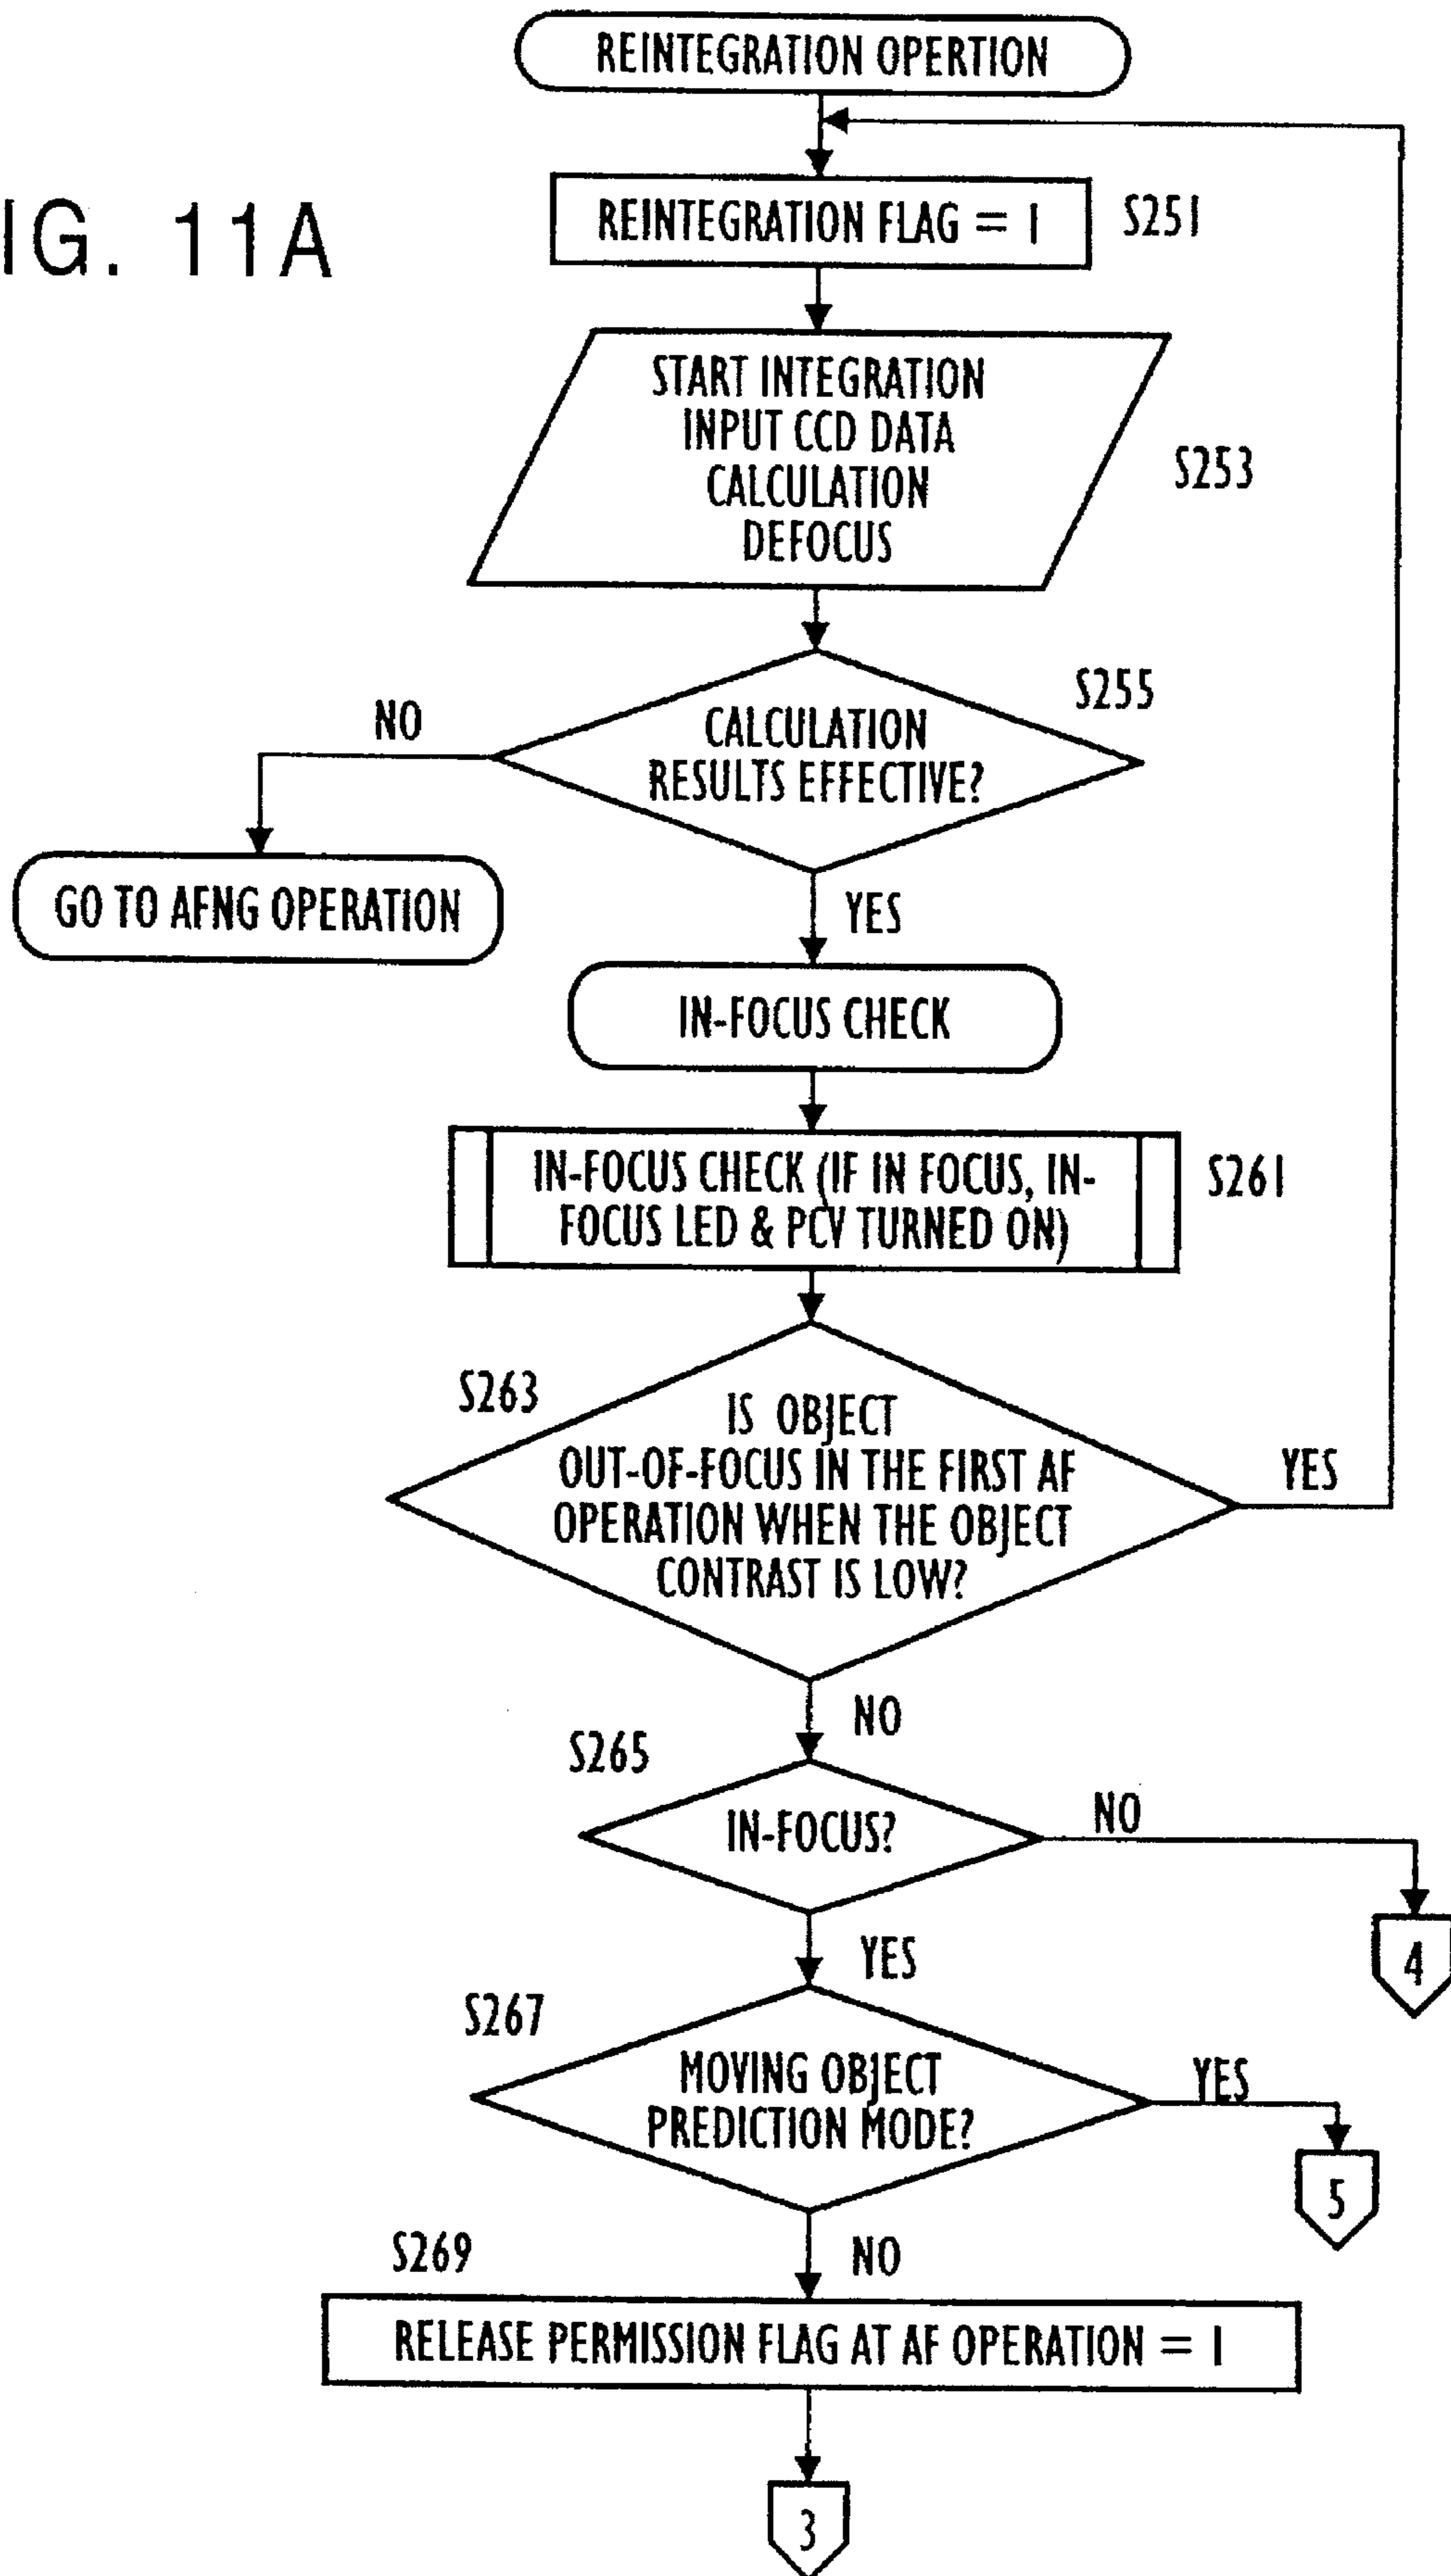 REINTEGRATION OPERTION
IG. 11A
REINTEGRATION FLAG = 1
S251
START INTEGRATION
INPUT CCD DATA
CALCULATION
DEFOCUS
S253
S255
CALCULATION
RESULTS EFFECTIVE?
NO
GO TO AFNG OPERATION
YES
IN-FOCUS CHECK
IN-FOCUS CHECK (IF IN FOCUS, IN-
FOCUS LED & PCV TURNED ON)
S261
S263
IS OBJECT
OUT-OF-FOCUS IN THE FIRST AF
OPERATION WHEN THE OBJECT
CONTRAST IS LOW?
YES
NO
S265
IN-FOCUS?
NO
4
YES
S267
MOVING OBJECT
PREDICTION MODE?
YES
5
NO
S269
RELEASE PERMISSION FLAG AT AF OPERATION = 1
3